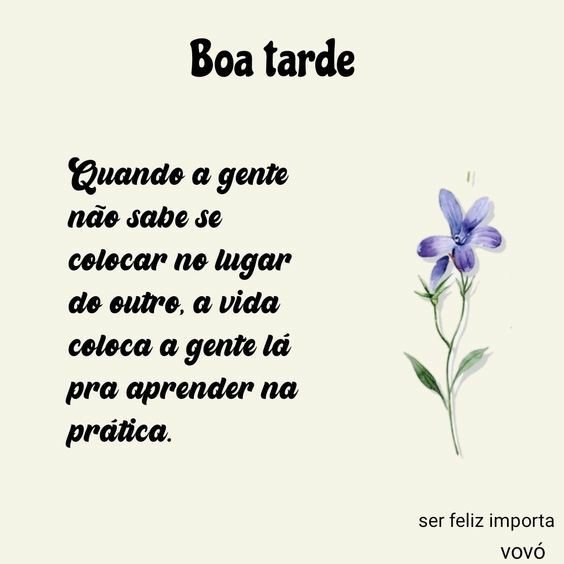 Boa tarde
Quando a gente
não sabe se
colocar no lugar
do outro, a vida
coloca a gente lá
pra aprender na
prática.
ser feliz importa
vovó